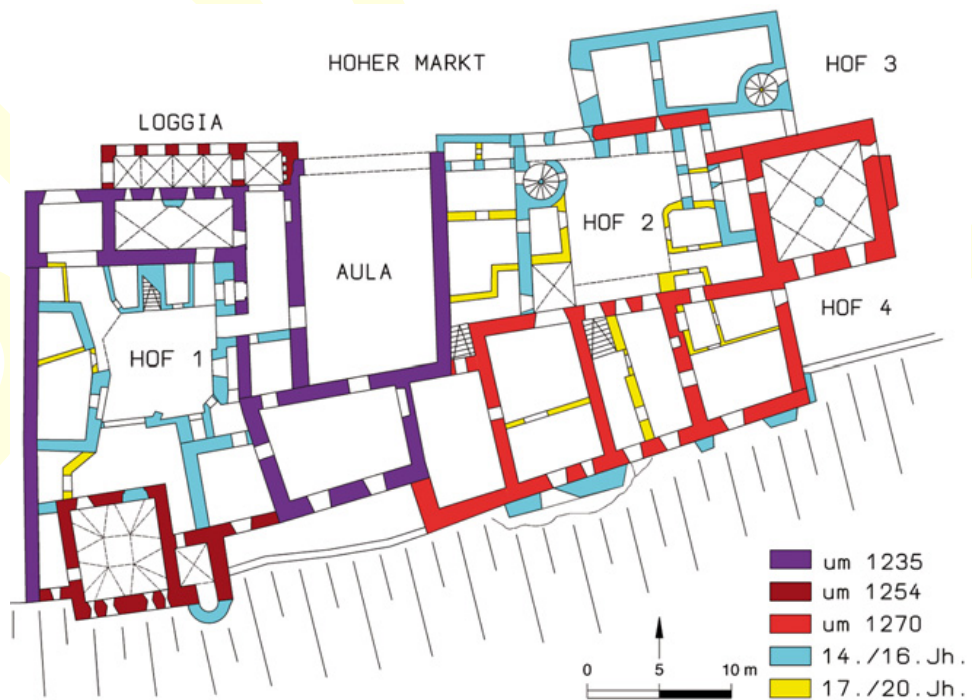 HOHER MARKT
HOF 3
LOGGIA
HOF 2
AULA
HOF 4
HOF 1
um 1235
um 1254
um 1270
14./16.Jh.
17./20.Jh.
0 5 10 m